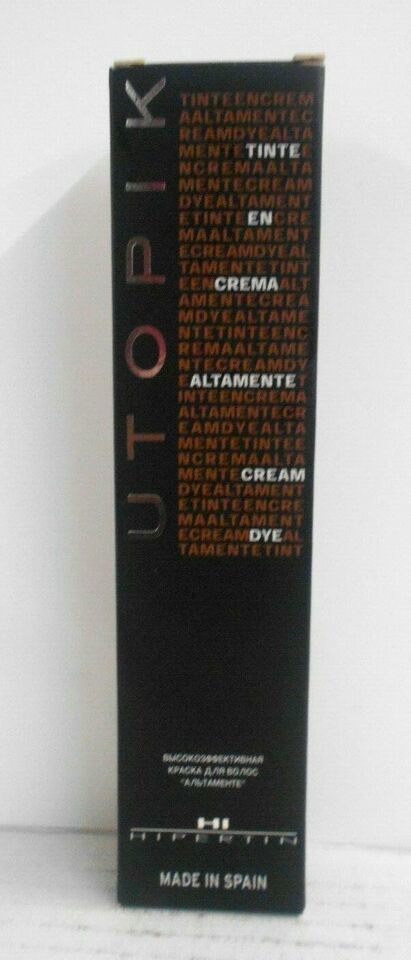 UTOPIK
TINTEENCREM
AALTAMENTEC
REAMDYEALTA
MENTETINTEE
NCREMAALTA
MENTECREAM
DYEALTAMENT
ETINTEENCRE
MAALTAMENT
ECREAMDYEAL
TAMENTETINT
EENCREMAALT
AMENTECREA
MDYEALTAME
NTETINTEENC
REMAALTAME
NTECREAMDY
EALTAMENTET
INTEENCREMA
ALTAMENTECR
EAMDYEALTA
MENTETINTEE
NCREMAALTA
MENTECREAM
DYEALTAMENT
ETINTEENCRE
MAALTAMENT
ECREAMDYEAL
TAMENTETINT
ВЫСОКОЭФФЕКТИВНАЯ
КРАСКА ДЛЯ ВОЛОС
"АЛЬТАМЕНТЕ"
HI
HIPERTIN
MADE IN SPAIN